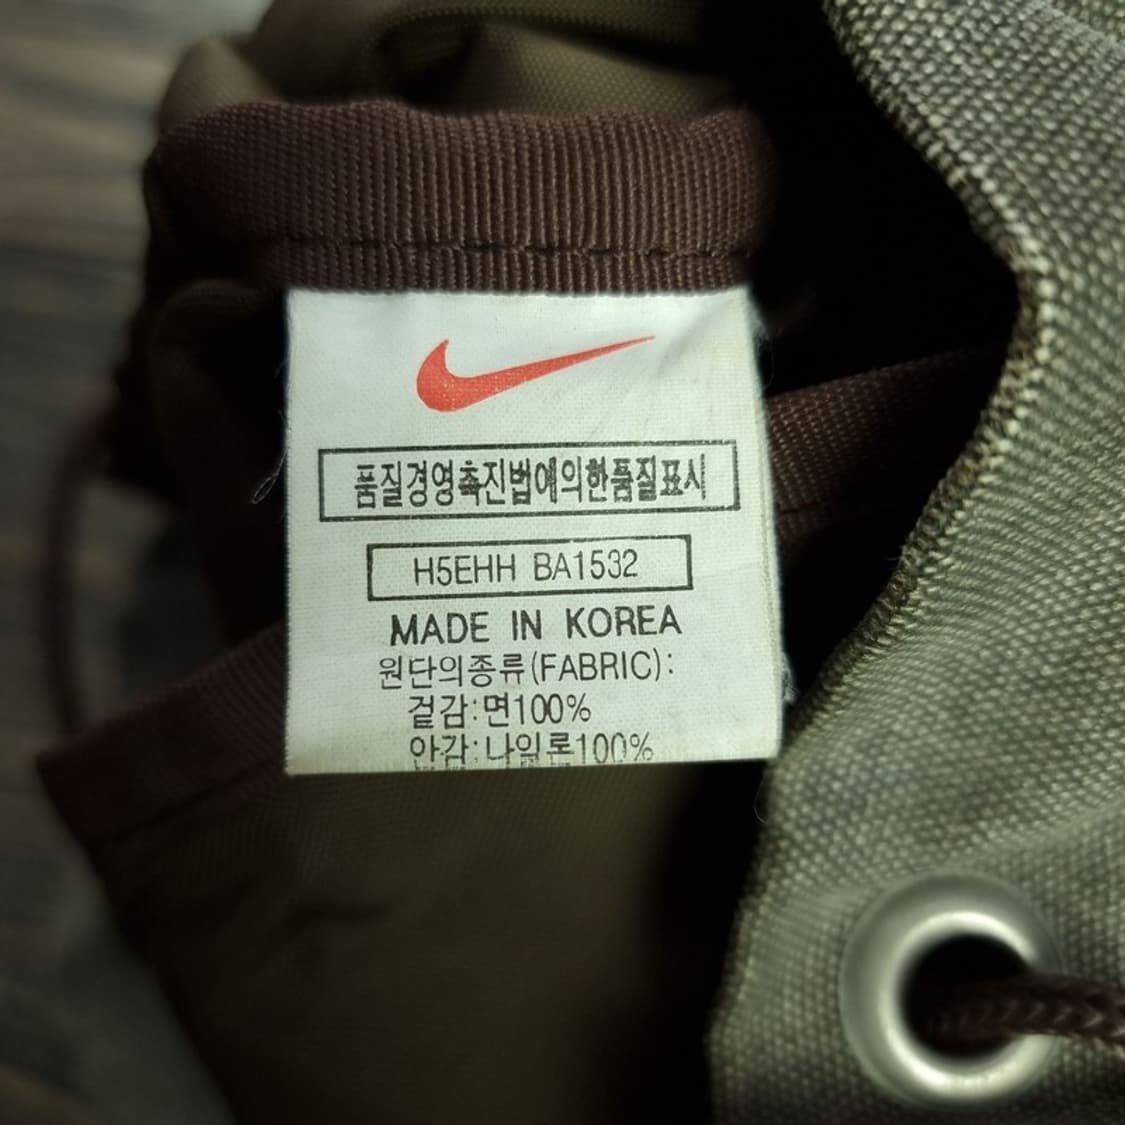 품질경영촉진법에의한품질표시
H5EHH BA1532
MADE IN KOREA
원단의종류(FABRIC):
겉감:면100%
안감:나일론100%